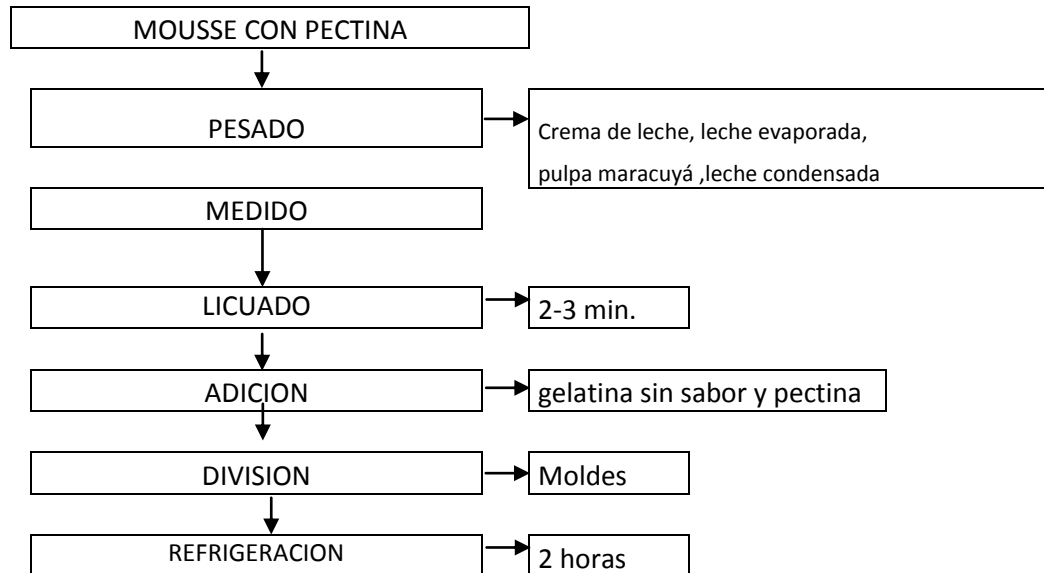 MOUSSE CON PECTINA
PESADO
Crema de leche, leche evaporada,
pulpa maracuyá ,leche condensada
MEDIDO
LICUADO
2-3 min.
ADICION
gelatina sin sabor y pectina
DIVISION
Moldes
REFRIGERACION
2 horas